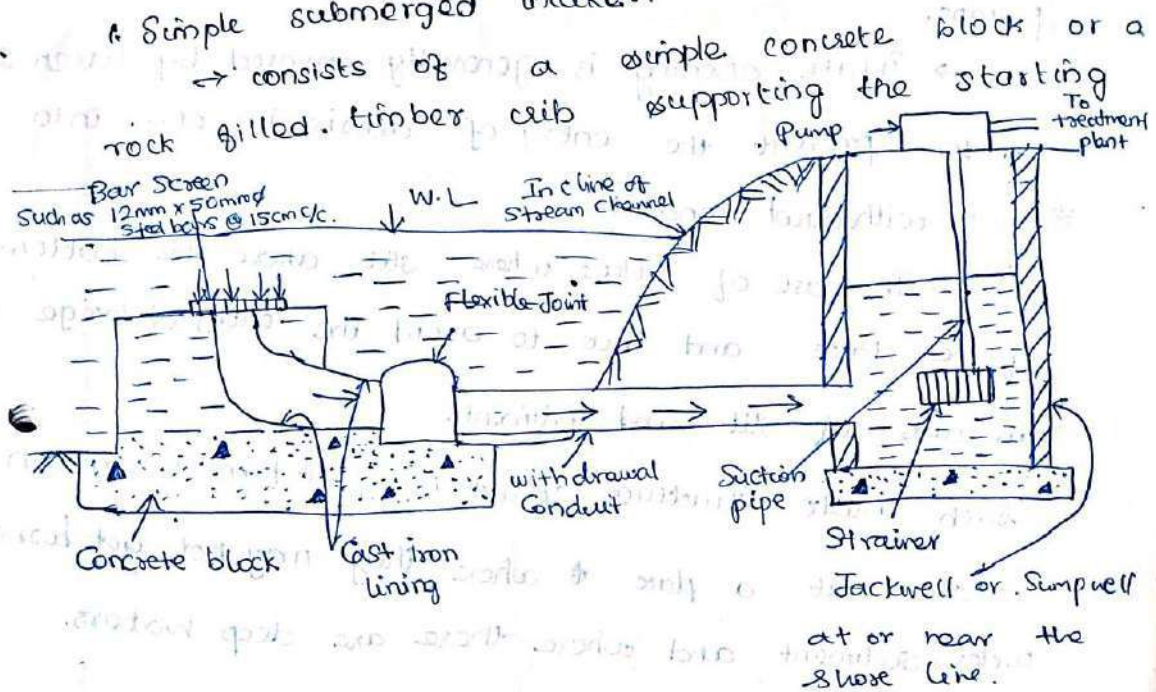 Simple submerged
→ consists of a simple concrete block or a
rock filled. timber crib supporting the starting
Pump
To
treatment
plant
Bar Screen
Such as 12mm x 50mmφ
Steel bars @ 15cm c/c.
W.L
Incline of
Stream Channel
Flexible Joint
withdrawal
Conduit
Suction
pipe
Concrete block
Cast iron
lining
Strainer
Jackwell or Sumpwell
at or near the
shore line.